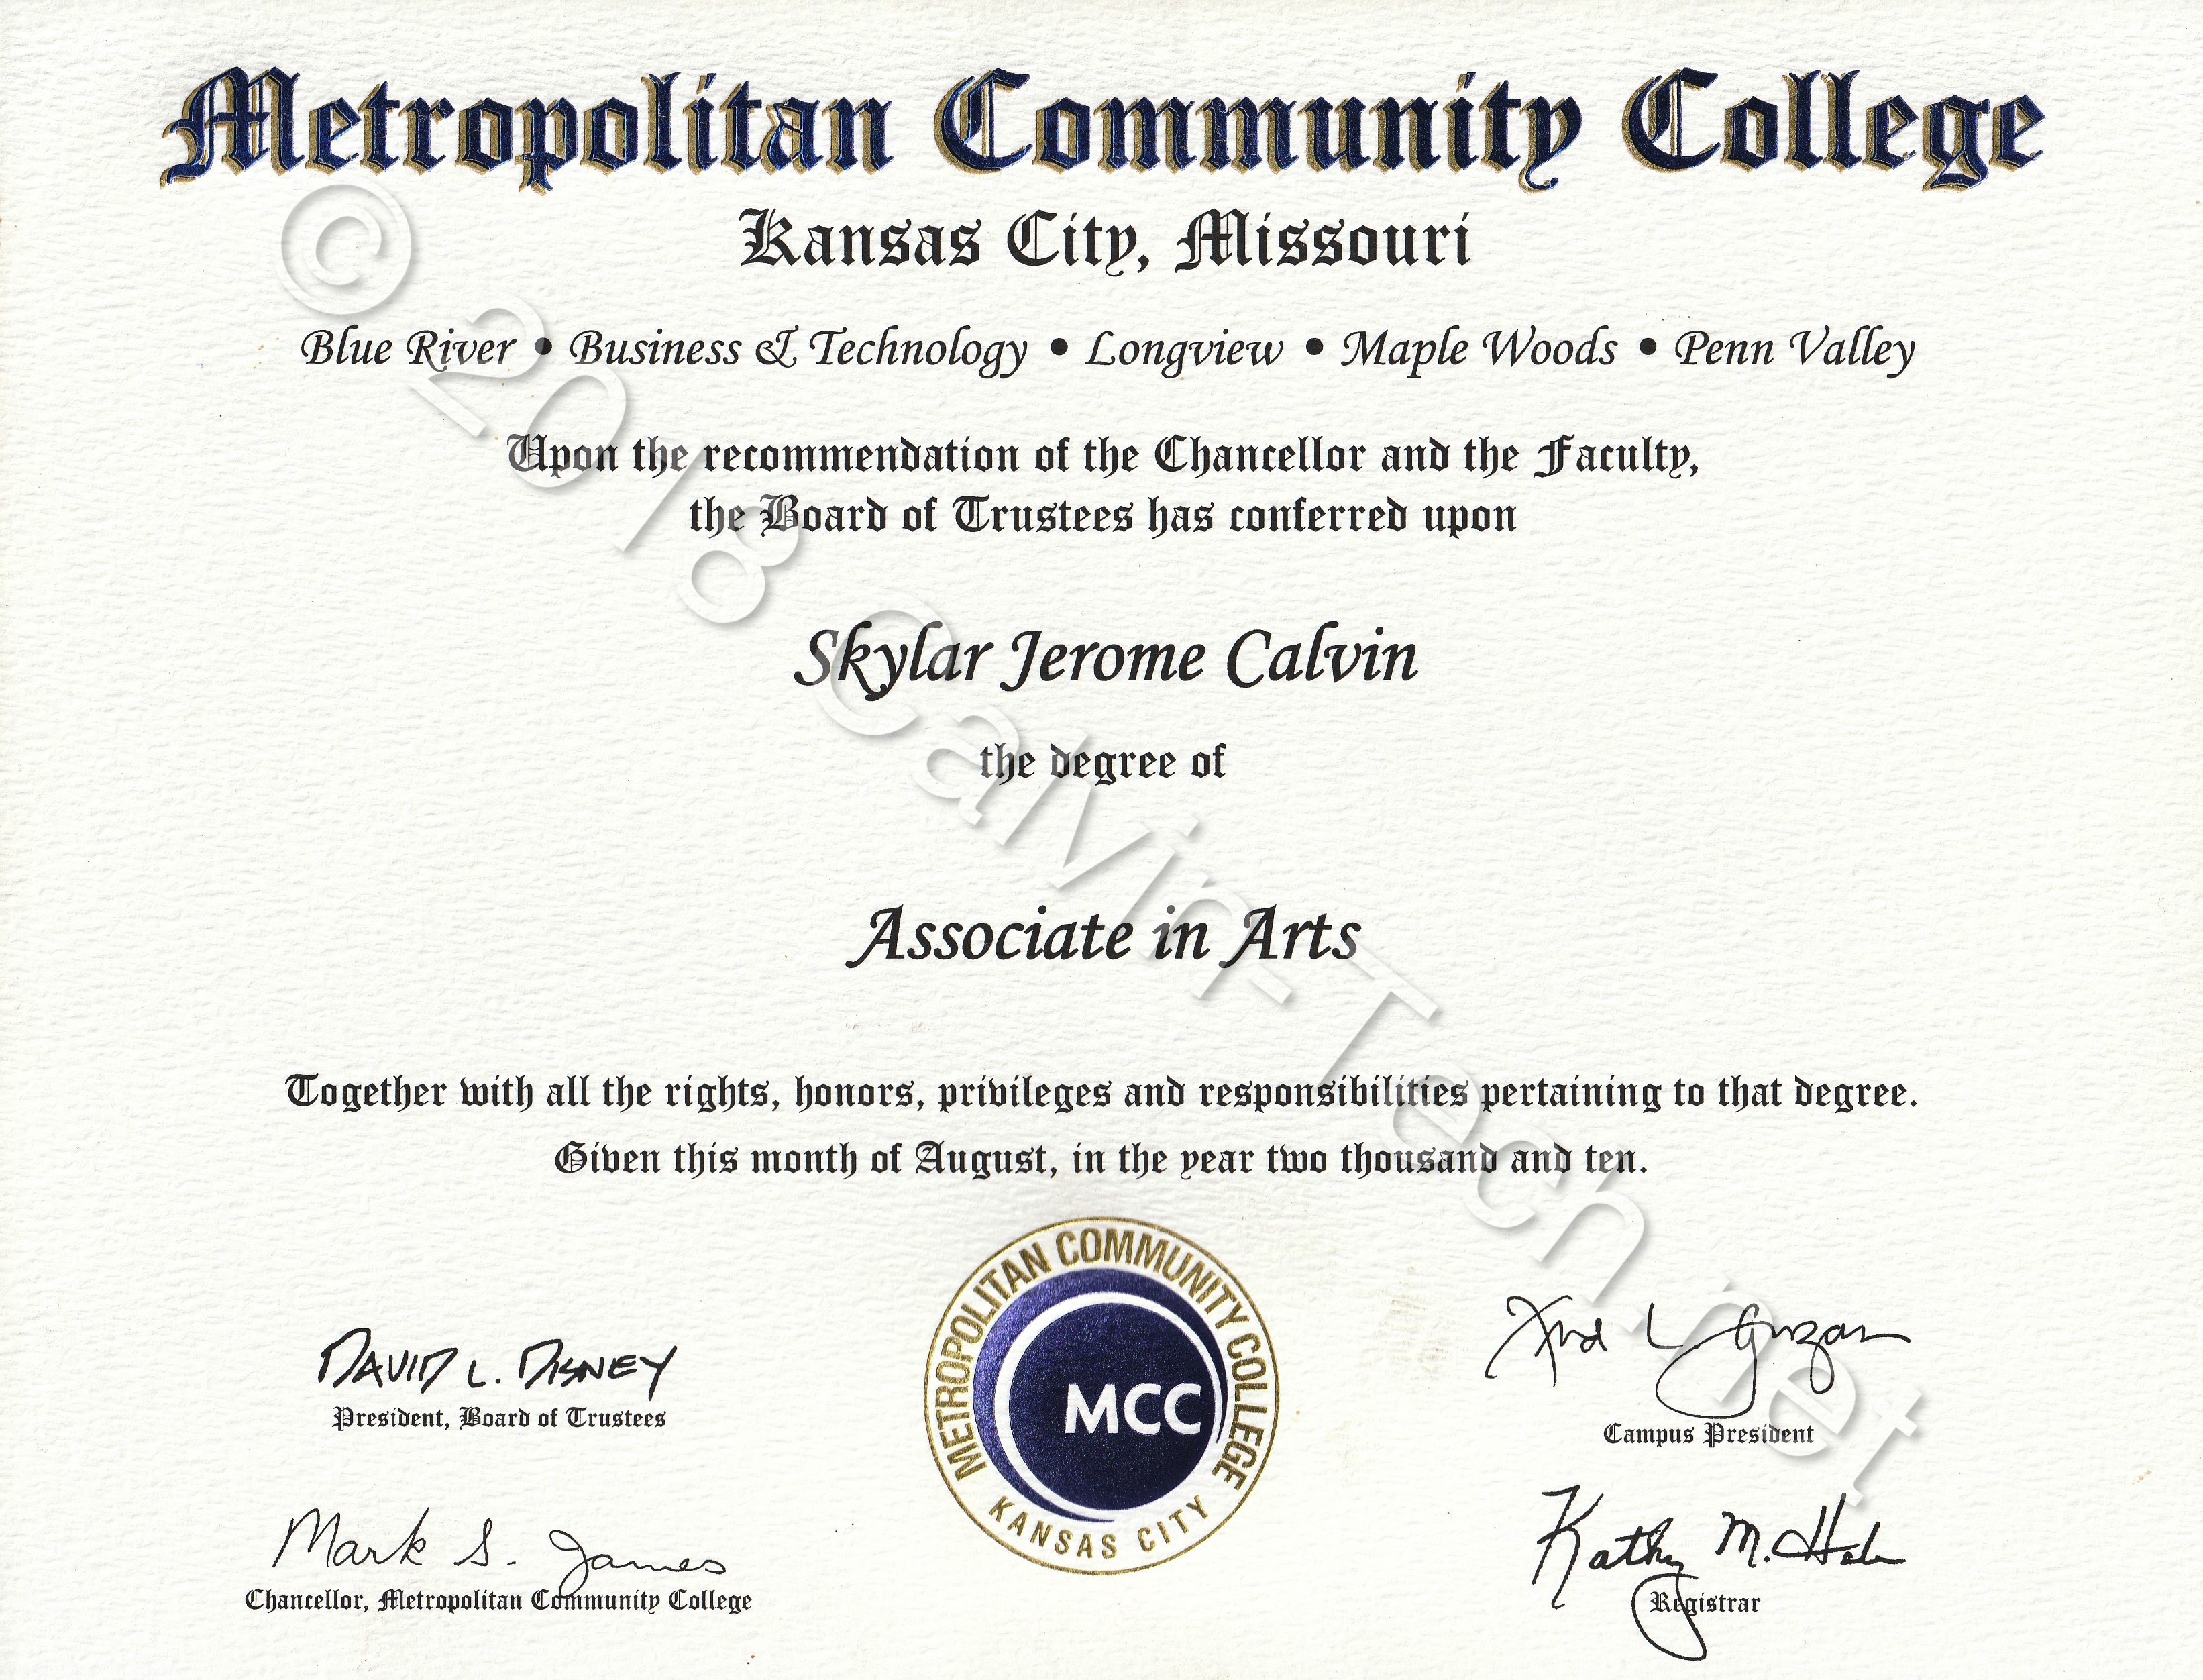 Metropolitan Community College
Kansas City, Missouri
Blue River • Business & Technology • Longview • Maple Woods • Penn Valley
Upon the recommendation of the Chancellor and the Faculty,
the Board of Trustees has conferred upon
Skylar Jerome Calvin
the degree of
Associate in Arts
Together with all the rights, honors, privileges and responsibilities pertaining to that degree.
Given this month of August, in the year two thousand and ten.
METROPOLITAN COMMUNITY COLLEGE
MCC
KANSAS CITY
DAVID L. DISNEY
President, Board of Trustees
L
Campus President
Mark S. James
Chancellor, Metropolitan Community College
Kathy M.
Registrar
© 2018 Calvin-Tech.net